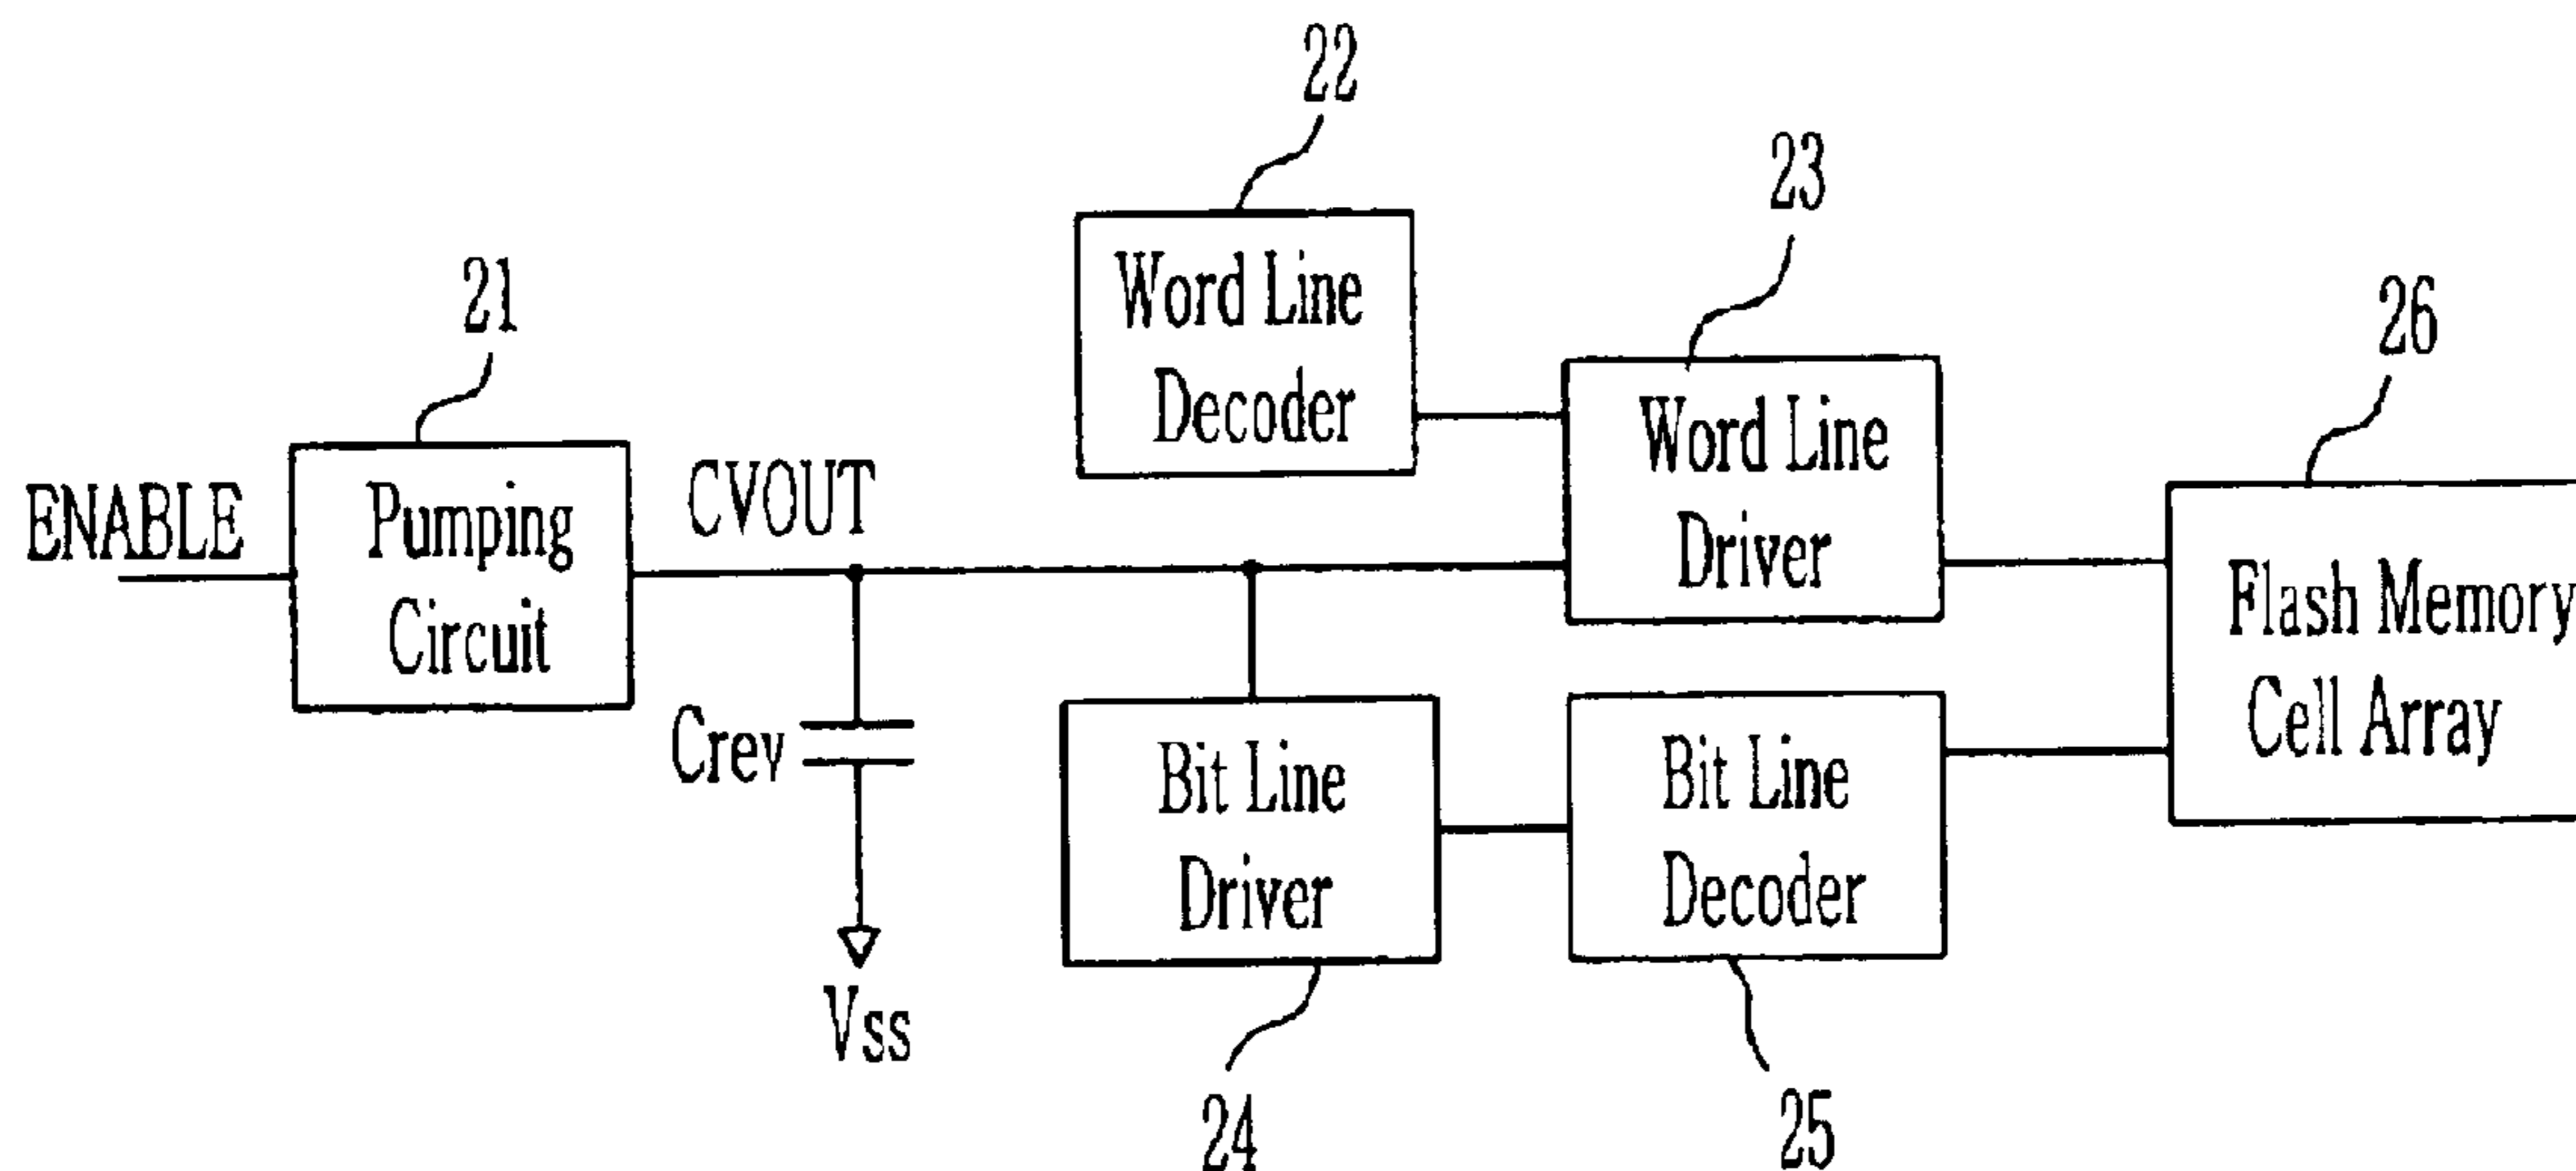 22
23
21
26
Word Line
Decoder
Word Line
Driver
ENABLE
Pumping
Circuit
CVOUT
Flash Memory
Cell Array
Crev
Bit Line
Driver
Bit Line
Decoder
Vss
24
25